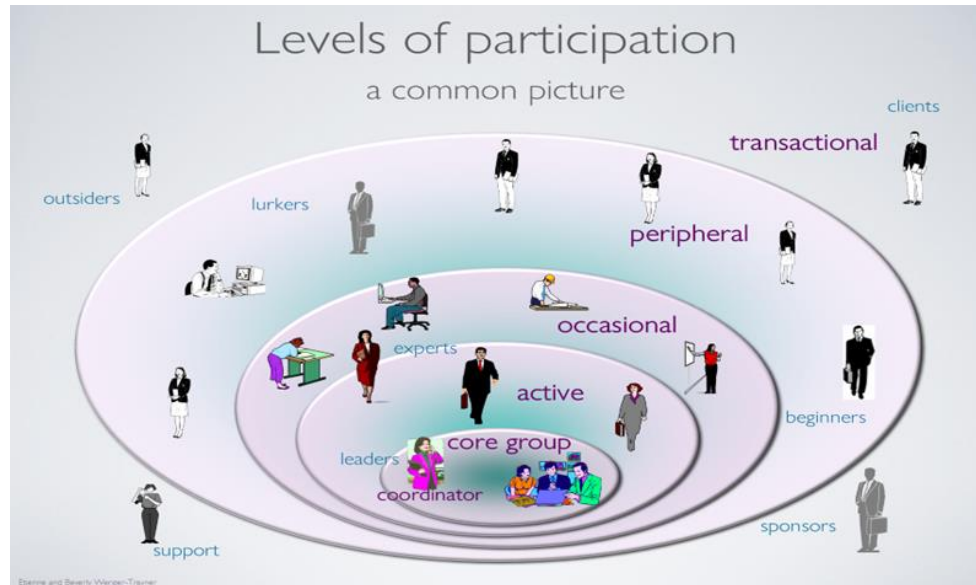 Levels of participation
a common picture
clients
transactional
outsiders
lurkers
peripheral
occasional
experts
active
beginners
core group
leaders
coordinator
sponsors
support
Etienne and Beverly Wenger-Trayner